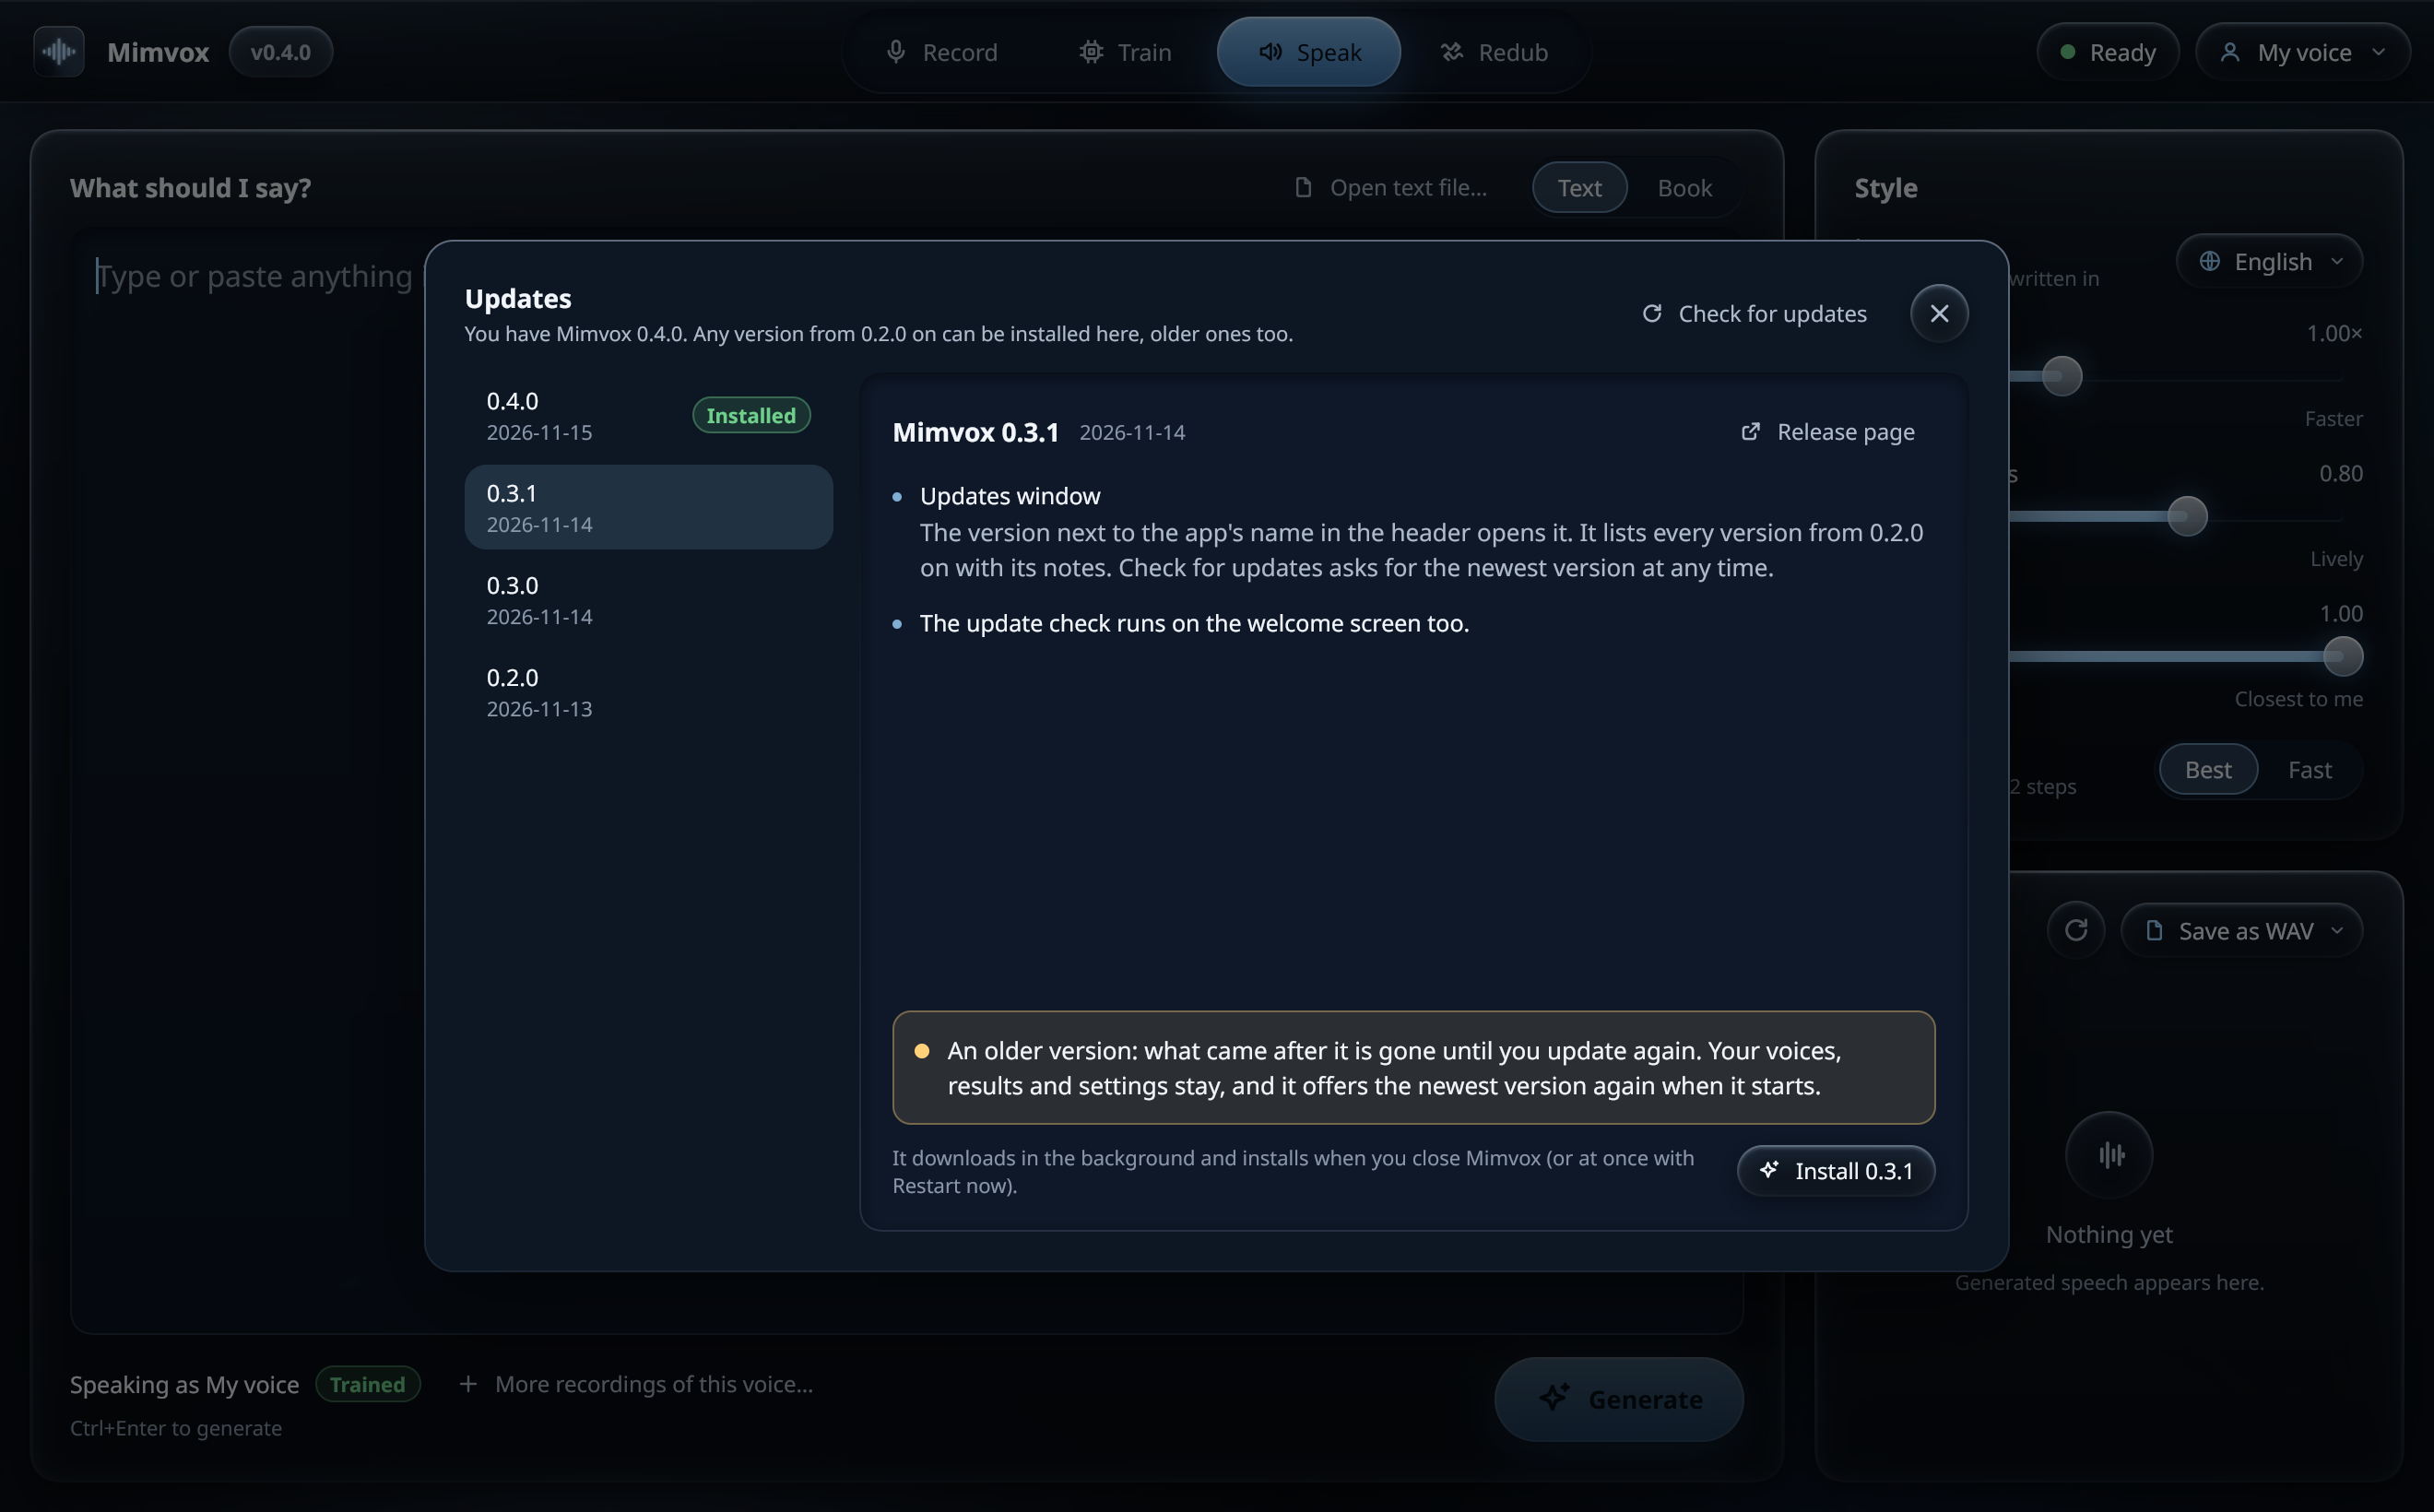 Mimvox
v0.4.0
Record
Train
Speak
Redub
Ready
My voice
What should I say?
Open text file...
Text
Book
Type or paste anything
Style
written in
English
1.00×
Faster
0.80
Lively
1.00
Closest to me
2 steps
Best
Fast
Updates
You have Mimvox 0.4.0. Any version from 0.2.0 on can be installed here, older ones too.
Check for updates
0.4.0
2026-11-15
Installed
0.3.1
2026-11-14
0.3.0
2026-11-14
0.2.0
2026-11-13
Mimvox 0.3.1
2026-11-14
Release page
Updates window
The version next to the app's name in the header opens it. It lists every version from 0.2.0
on with its notes. Check for updates asks for the newest version at any time.
The update check runs on the welcome screen too.
An older version: what came after it is gone until you update again. Your voices,
results and settings stay, and it offers the newest version again when it starts.
It downloads in the background and installs when you close Mimvox (or at once with
Restart now).
Install 0.3.1
Save as WAV
Nothing yet
Generated speech appears here.
Speaking as My voice
Trained
More recordings of this voice...
Ctrl+Enter to generate
Generate